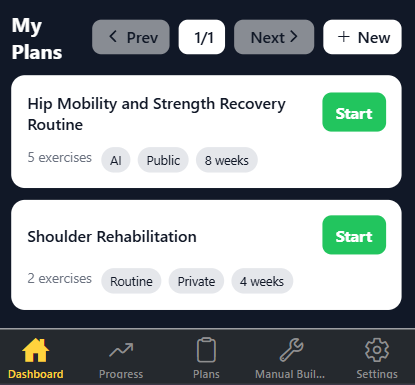 My Plans
Prev
1/1
Next
+ New
Hip Mobility and Strength Recovery
Routine
Start
5 exercises
AI
Public
8 weeks
Shoulder Rehabilitation
Start
2 exercises
Routine
Private
4 weeks
Dashboard
Progress
Plans
Manual Buil...
Settings